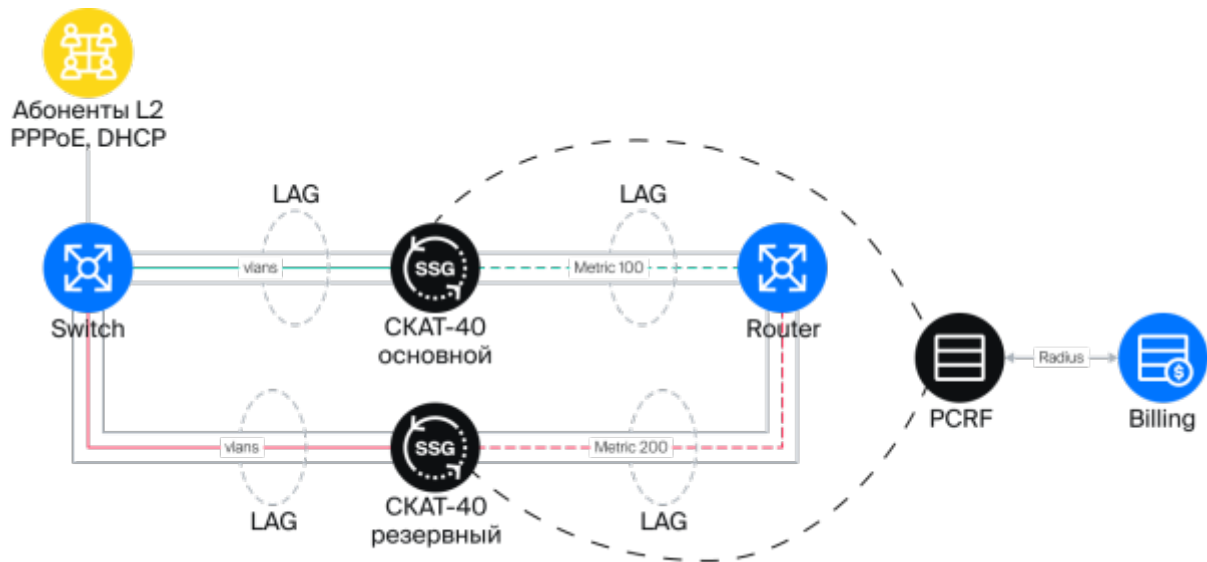 Абоненты L2
PPPoE, DHCP
LAG
LAG
vlans
SSG
Metric 100
Switch
СКАТ-40
основной
Router
Radius
PCRF
Billing
$
vlans
SSG
Metric 200
LAG
СКАТ-40
резервный
LAG